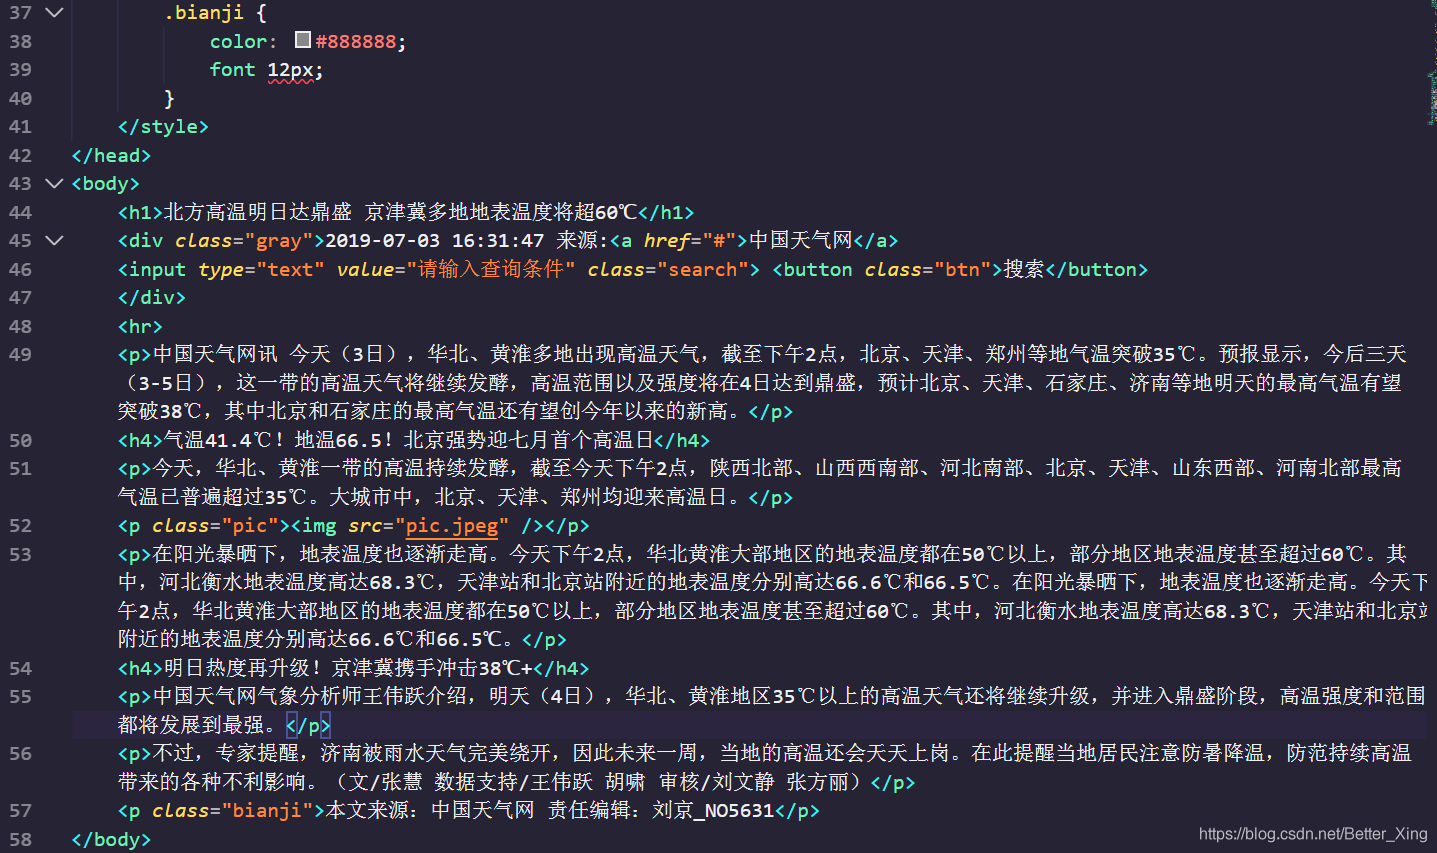 37 .bianji {
38 color: #888888;
39 font 12px;
40 }
41 </style>
42 </head>
43 <body>
44 <h1>北方高温明日达鼎盛 京津冀多地地表温度将超60℃</h1>
45 <div class="gray">2019-07-03 16:31:47 来源:<a href="#">中国天气网</a>
46 <input type="text" value="请输入查询条件" class="search"> <button class="btn">搜索</button>
47 </div>
48 <hr>
49 <p>中国天气网讯 今天（3日），华北、黄淮多地出现高温天气，截至下午2点，北京、天津、郑州等地气温突破35℃。预报显示，今后三天
（3-5日），这一带的高温天气将继续发酵，高温范围以及强度将在4日达到鼎盛，预计北京、天津、石家庄、济南等地明天的最高气温有望
突破38℃，其中北京和石家庄的最高气温还有望创今年以来的新高。</p>
50 <h4>气温41.4℃！地温66.5！北京强势迎七月首个高温日</h4>
51 <p>今天，华北、黄淮一带的高温持续发酵，截至今天下午2点，陕西北部、山西西南部、河北南部、北京、天津、山东西部、河南北部最高
气温已普遍超过35℃。大城市中，北京、天津、郑州均迎来高温日。</p>
52 <p class="pic"><img src="pic.jpeg" /></p>
53 <p>在阳光暴晒下，地表温度也逐渐走高。今天下午2点，华北黄淮大部地区的地表温度都在50℃以上，部分地区地表温度甚至超过60℃。其
中，河北衡水地表温度高达68.3℃，天津站和北京站附近的地表温度分别高达66.6℃和66.5℃。在阳光暴晒下，地表温度也逐渐走高。今天下
午2点，华北黄淮大部地区的地表温度都在50℃以上，部分地区地表温度甚至超过60℃。其中，河北衡水地表温度高达68.3℃，天津站和北京站
附近的地表温度分别高达66.6℃和66.5℃。</p>
54 <h4>明日热度再升级！京津冀携手冲击38℃+</h4>
55 <p>中国天气网气象分析师王伟跃介绍，明天（4日），华北、黄淮地区35℃以上的高温天气还将继续升级，并进入鼎盛阶段，高温强度和范围
都将发展到最强。</p>
56 <p>不过，专家提醒，济南被雨水天气完美绕开，因此未来一周，当地的高温还会天天上岗。在此提醒当地居民注意防暑降温，防范持续高温
带来的各种不利影响。（文/张慧 数据支持/王伟跃 胡啸 审核/刘文静 张方丽）</p>
57 <p class="bianji">本文来源：中国天气网 责任编辑：刘京_NO5631</p>
58 </body>
https://blog.csdn.net/Better_Xing